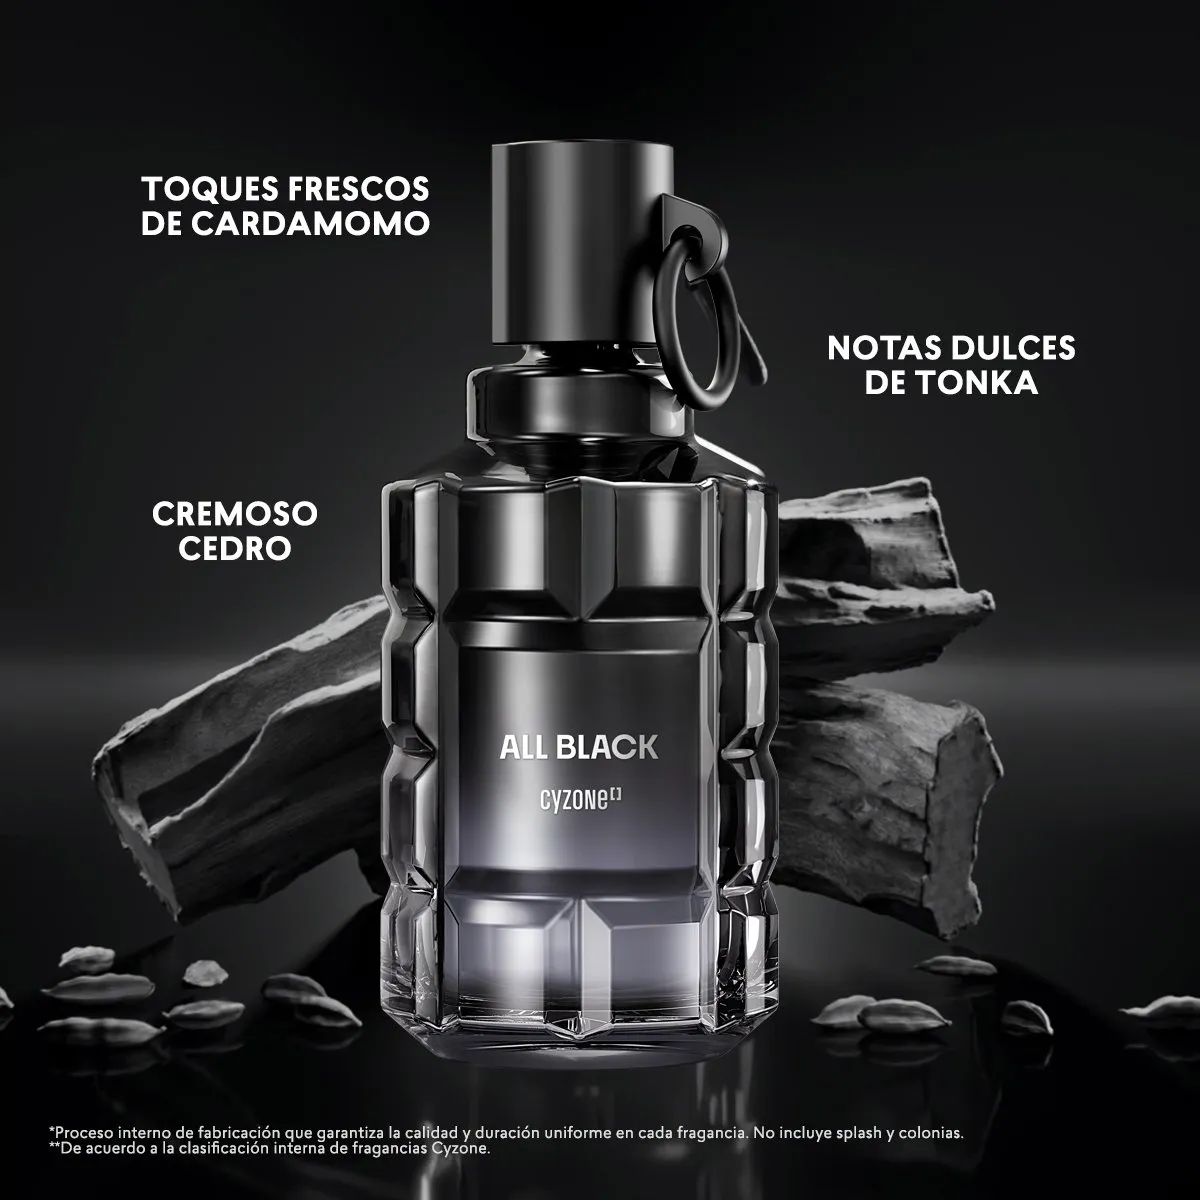 TOQUES FRESCOS
DE CARDAMOMO
NOTAS DULCES
DE TONKA
CREMOSO
CEDRO
ALL BLACK
cyzone[]
*Proceso interno de fabricación que garantiza la calidad y duración uniforme en cada fragancia. No incluye splash y colonias.
**De acuerdo a la clasificación interna de fragancias Cyzone.